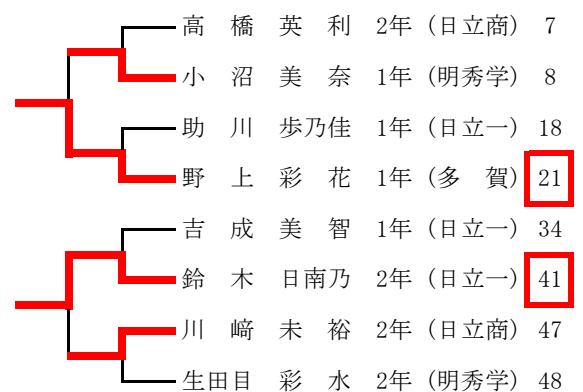 高 橋 英 利 2年 (日立商) 7
小 沼 美 奈 1年 (明秀学) 8
助 川 歩乃佳 1年 (日立一) 18
野 上 彩 花 1年 (多 賀) 21
吉 成 美 智 1年 (日立一) 34
鈴 木 日南乃 2年 (日立一) 41
川 﨑 未 裕 2年 (日立商) 47
生田目 彩 水 2年 (明秀学) 48